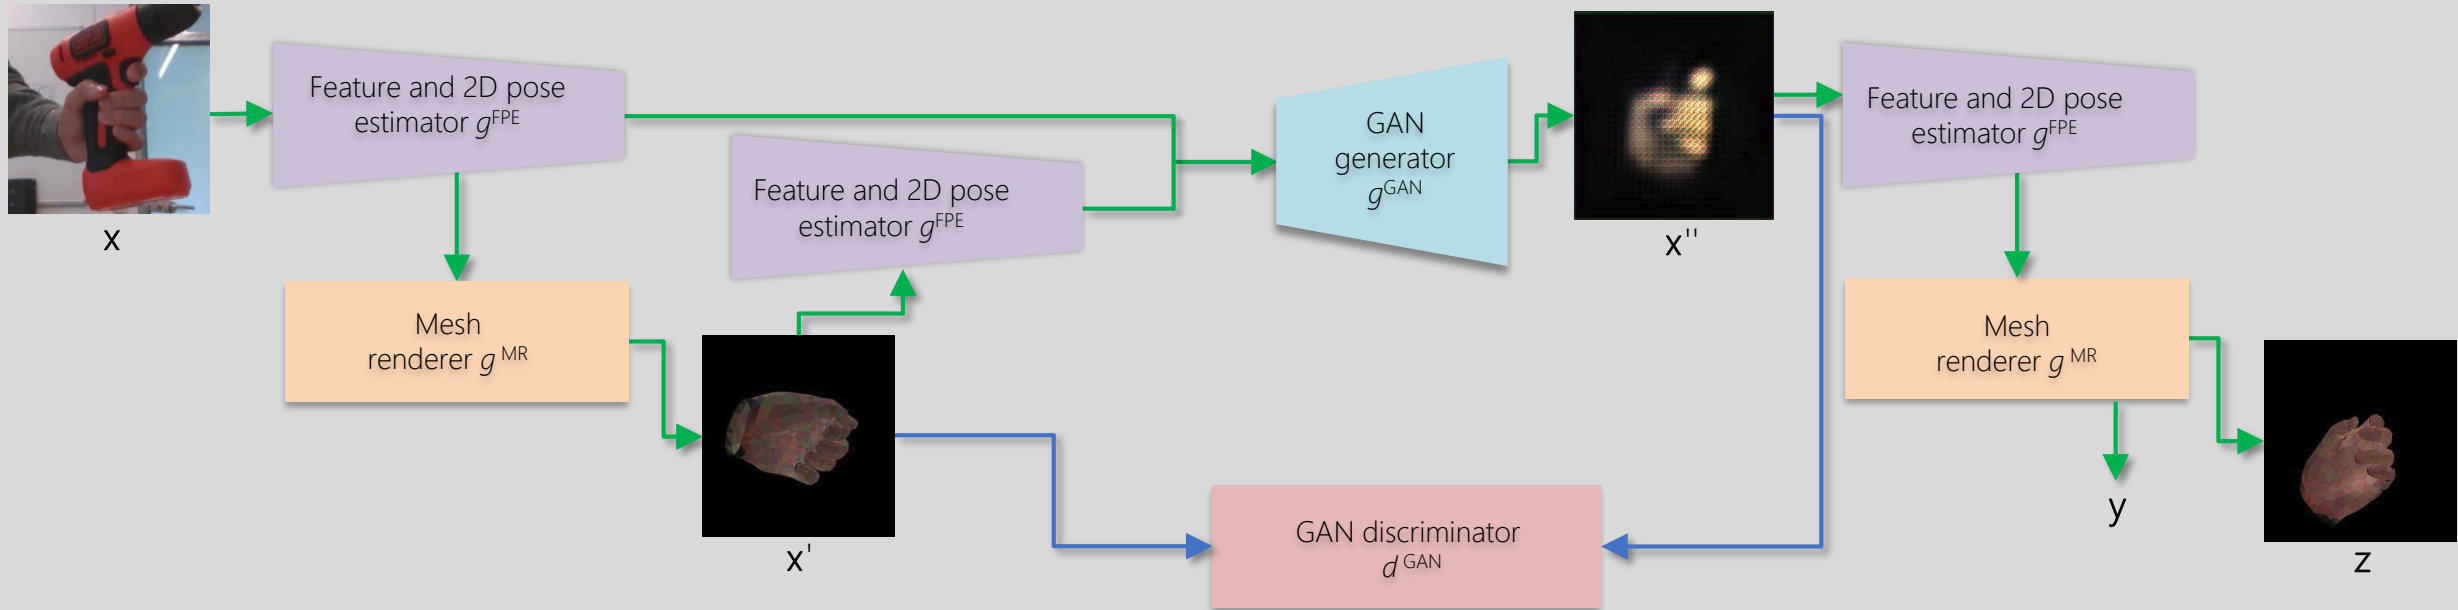 x
Feature and 2D pose
estimator g^FPE
Mesh
renderer g^MR
Feature and 2D pose
estimator g^FPE
x'
GAN
generator
g^GAN
x''
GAN discriminator
d^GAN
Feature and 2D pose
estimator g^FPE
Mesh
renderer g^MR
y
z